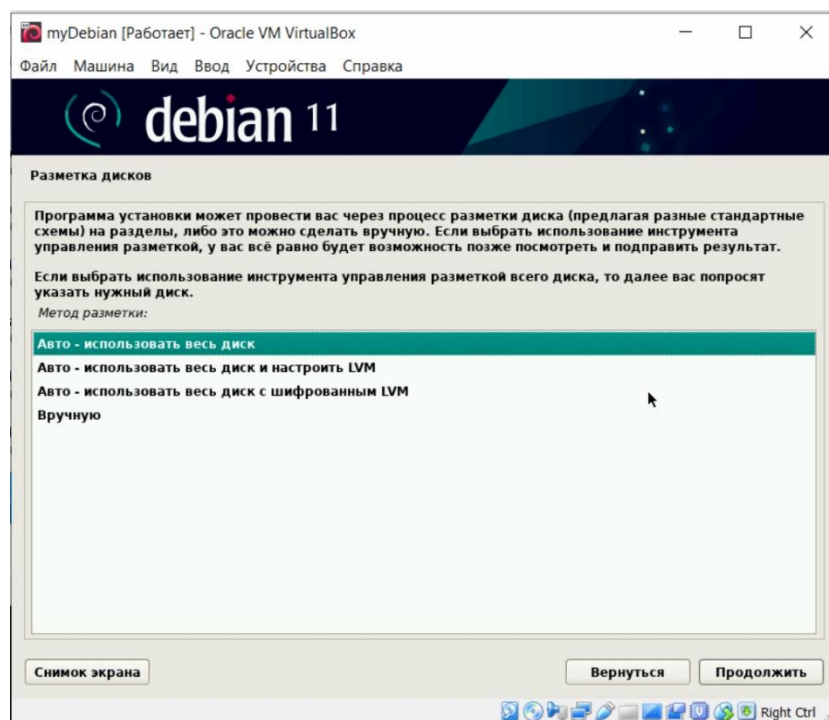 myDebian [Работает] - Oracle VM VirtualBox
Файл Машина Вид Ввод Устройства Справка
debian 11
Разметка дисков
Программа установки может провести вас через процесс разметки диска (предлагая разные стандартные
схемы) на разделы, либо это можно сделать вручную. Если выбрать использование инструмента
управления разметкой, у вас всё равно будет возможность позже посмотреть и подправить результат.
Если выбрать использование инструмента управления разметкой всего диска, то далее вас попросят
указать нужный диск.
Метод разметки:
Авто - использовать весь диск
Авто - использовать весь диск и настроить LVM
Авто - использовать весь диск с шифрованным LVM
Вручную
Снимок экрана
Вернуться
Продолжить
Right Ctrl